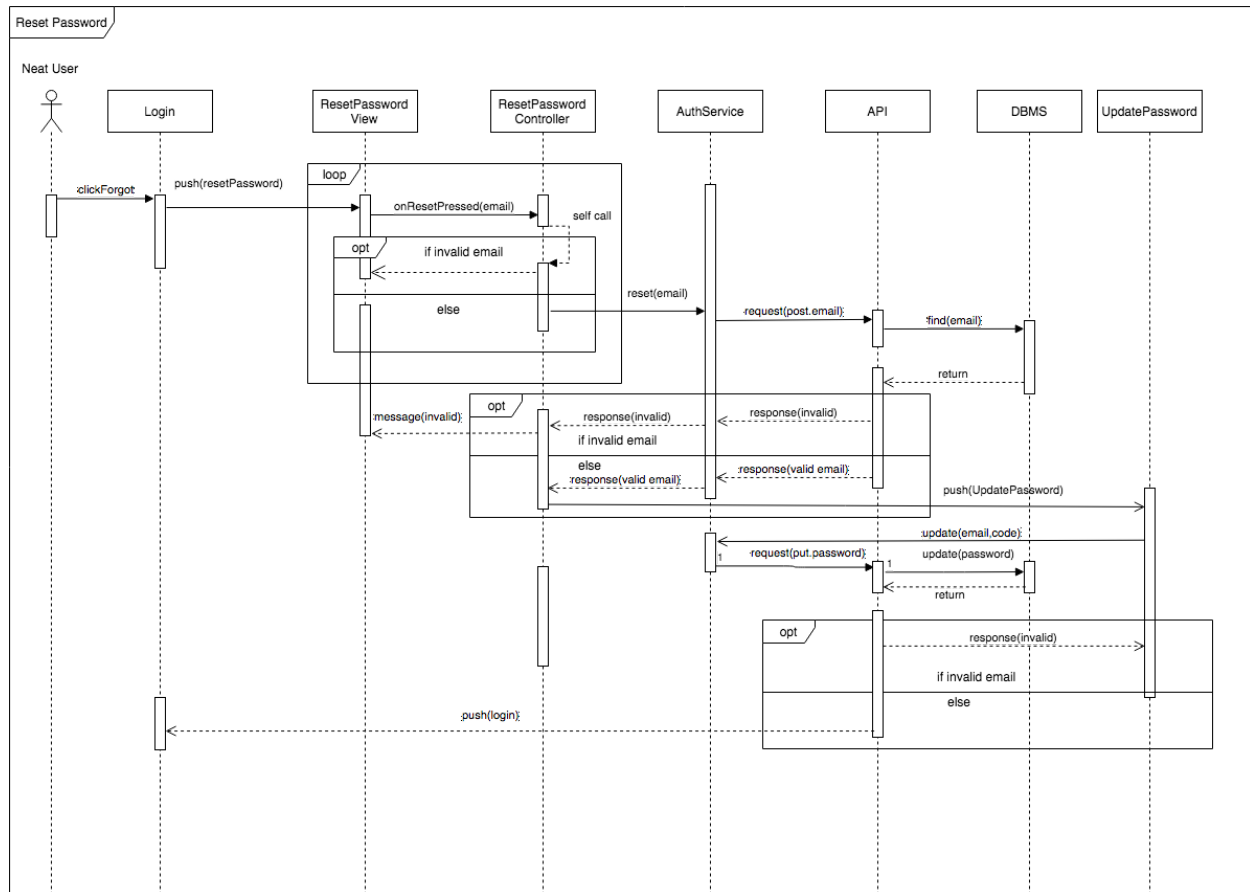 Reset Password
Neat User
Login
ResetPassword
View
ResetPassword
Controller
AuthService
API
DBMS
UpdatePassword
loop
clickForgot
push(resetPassword)
onResetPressed(email)
self call
opt
if invalid email
reset(email)
else
request(post.email)
find(email)
return
opt
message(invalid)
response(invalid)
response(invalid)
if invalid email
else
response(valid email)
response(valid email)
push(UpdatePassword)
update(email,code)
1
request(put.password)
1
update(password)
return
opt
response(invalid)
if invalid email
else
push(login)